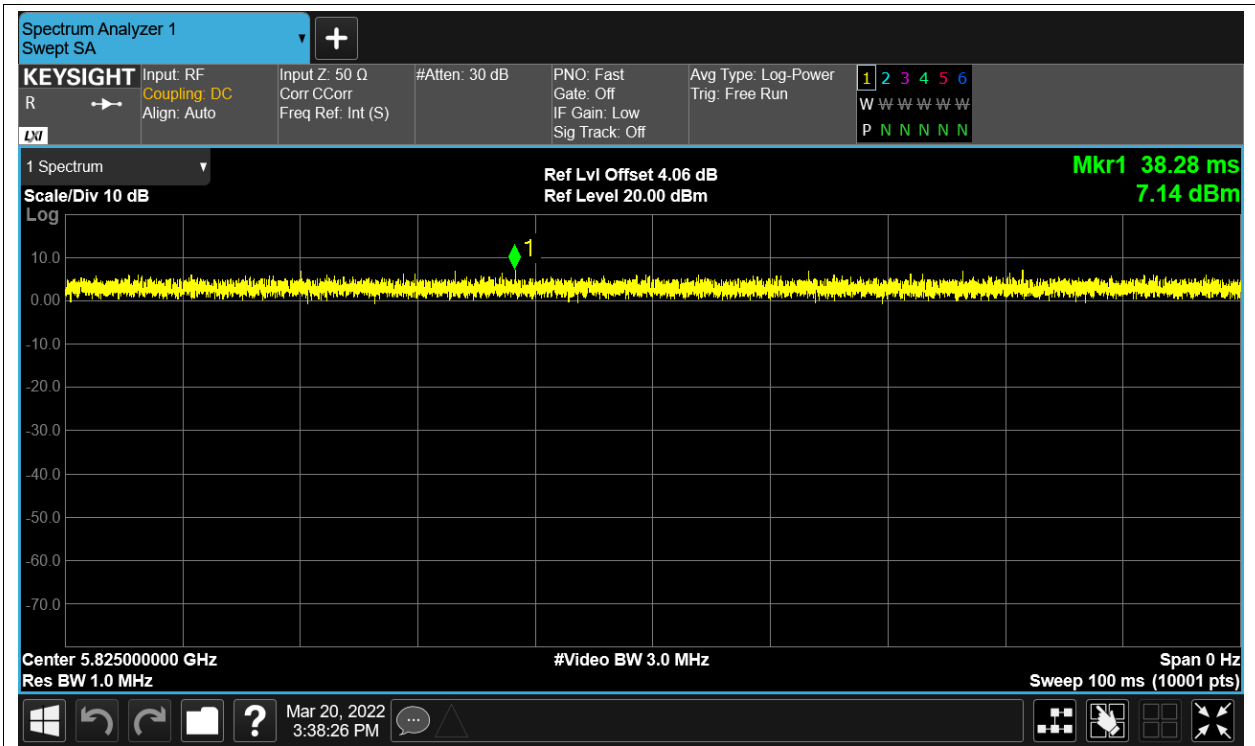 Spectrum Analyzer 1
Swept SA
KEYSIGHT
R
LXI
Input: RF
Coupling: DC
Align: Auto
Input Z: 50 Ω
Corr CCorr
Freq Ref: Int (S)
#Atten: 30 dB
PNO: Fast
Gate: Off
IF Gain: Low
Sig Track: Off
Avg Type: Log-Power
Trig: Free Run
1 2 3 4 5 6
W W W W W W
P N N N N N
1 Spectrum
Scale/Div 10 dB
Log
Ref Lvl Offset 4.06 dB
Ref Level 20.00 dBm
Mkr1 38.28 ms
7.14 dBm
1
10.0
0.00
-10.0
-20.0
-30.0
-40.0
-50.0
-60.0
-70.0
Center 5.825000000 GHz
Res BW 1.0 MHz
#Video BW 3.0 MHz
Span 0 Hz
Sweep 100 ms (10001 pts)
?
Mar 20, 2022
3:38:26 PM